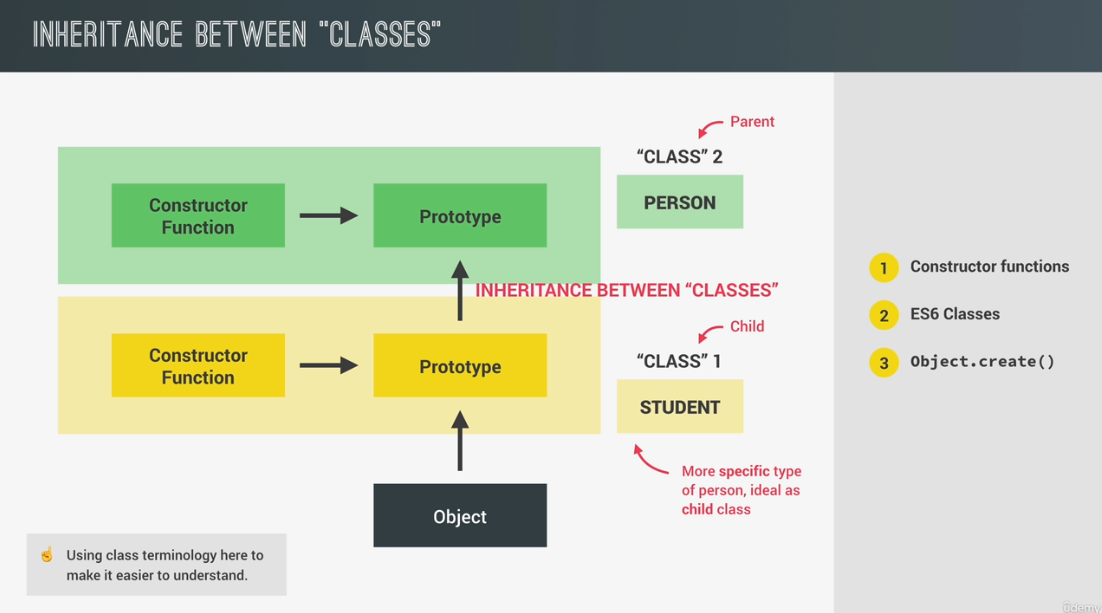 INHERITANCE BETWEEN "CLASSES"
Parent
“CLASS” 2
PERSON
Constructor
Function
Prototype
INHERITANCE BETWEEN “CLASSES”
Child
“CLASS” 1
STUDENT
Constructor
Function
Prototype
More specific type
of person, ideal as
child class
Object
☝ Using class terminology here to
make it easier to understand.
1 Constructor functions
2 ES6 Classes
3 Object.create()
ûdemy